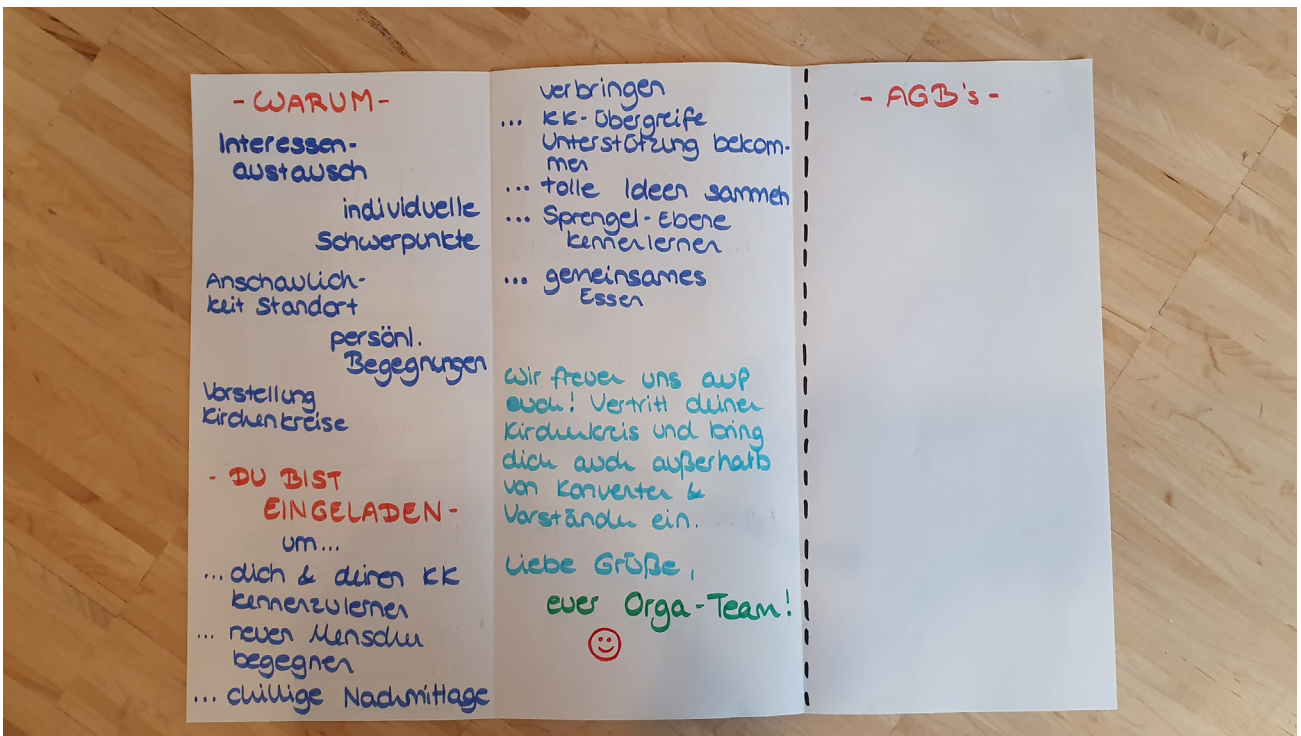 - WARUM -
Interessen-
austausch
individuelle
Schwerpunkte
Anschaulich-
keit Standort
persönl.
Begegnungen
Vorstellung
Kirchenkreise
- DU BIST
EINGELADEN -
um...
... dich & deinen KK
kennenzulernen
... neuen Menschen
begegnen
... chillige Nachmittage
verbringen
... KK-Übergreife
Unterstützung bekom-
men
... tolle Ideen sammeln
... Sprengel-Ebene
kennenlernen
... gemeinsames
Essen
Wir freuen uns auf
euch! Vertritt deinen
Kirchenkreis und bring
dich auch außerhalb
von Konventen &
Vorständen ein.
Liebe Grüße,
euer Orga-Team!
- AGB's -